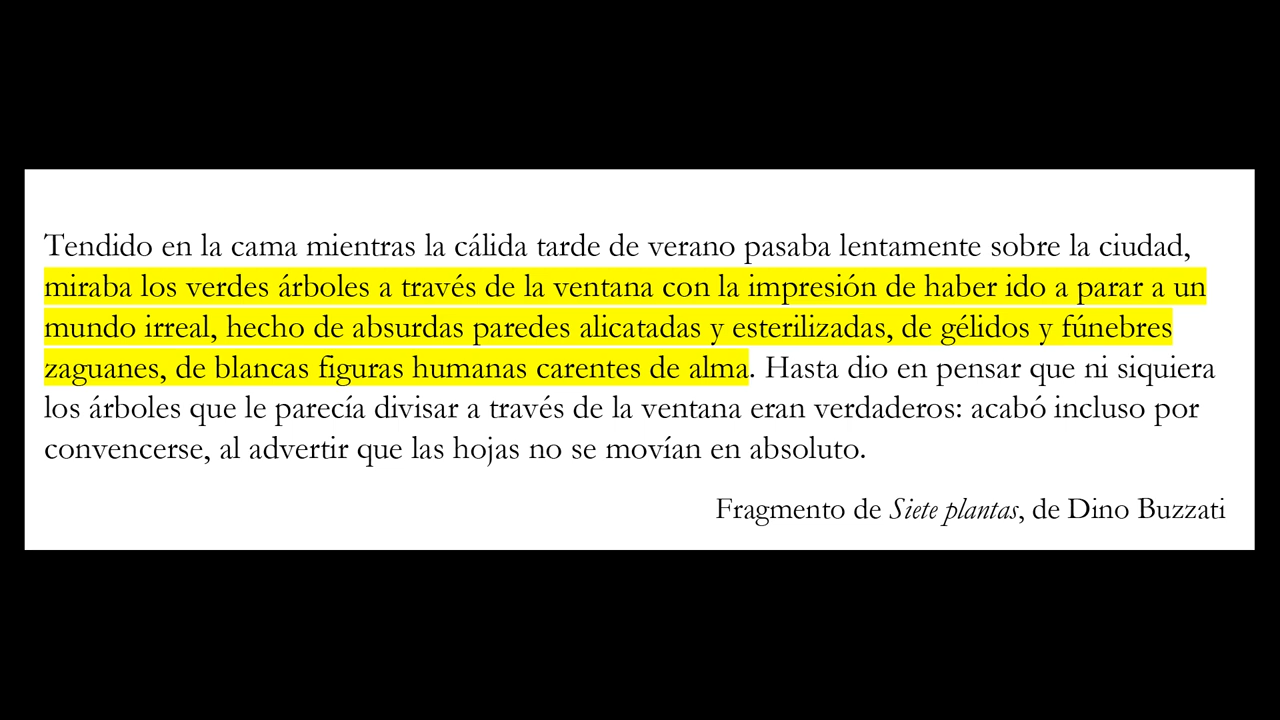 Tendido en la cama mientras la cálida tarde de verano pasaba lentamente sobre la ciudad,
miraba los verdes árboles a través de la ventana con la impresión de haber ido a parar a un
mundo irreal, hecho de absurdas paredes alicatadas y esterilizadas, de gélidos y fúnebres
zaguanes, de blancas figuras humanas carentes de alma. Hasta dio en pensar que ni siquiera
los árboles que le parecía divisar a través de la ventana eran verdaderos: acabó incluso por
convencerse, al advertir que las hojas no se movían en absoluto.
Fragmento de Siete plantas, de Dino Buzzati